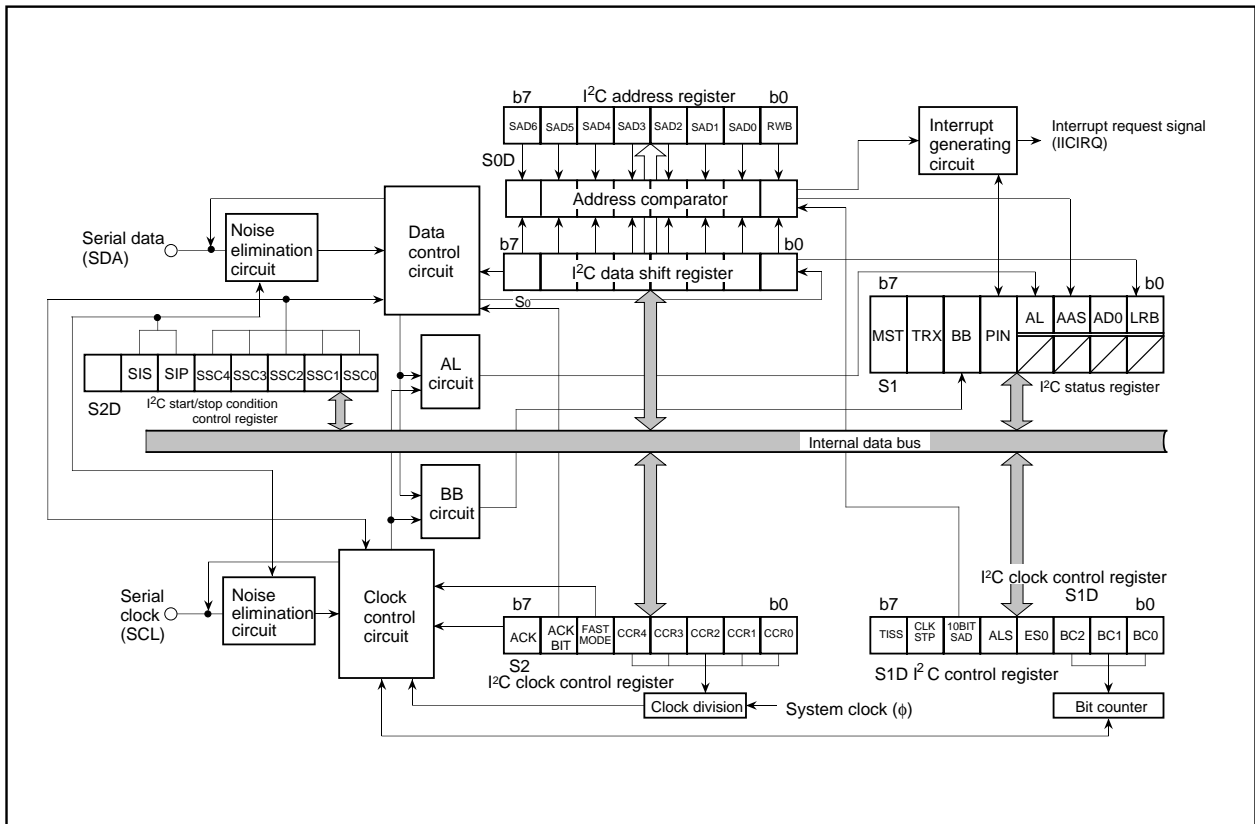 b7 I²C address register b0
SAD6 SAD5 SAD4 SAD3 SAD2 SAD1 SAD0 RWB
S0D
Address comparator
b7 b0
I²C data shift register
S0
Interrupt
generating
circuit
Interrupt request signal
(IICIRQ)
Serial data
(SDA)
Noise
elimination
circuit
Data
control
circuit
b7 b0
MST TRX BB PIN AL AAS AD0 LRB
S1
I²C status register
AL
circuit
SIS SIP SSC4 SSC3 SSC2 SSC1 SSC0
S2D
I²C start/stop condition
control register
Internal data bus
BB
circuit
Serial
clock
(SCL)
Noise
elimination
circuit
Clock
control
circuit
b7 b0
ACK ACK BIT FAST MODE CCR4 CCR3 CCR2 CCR1 CCR0
S2
I²C clock control register
Clock division
System clock (φ)
I²C clock control register
S1D
b7 b0
TISS CLK STP 10BIT SAD ALS ES0 BC2 BC1 BC0
S1D I² C control register
Bit counter